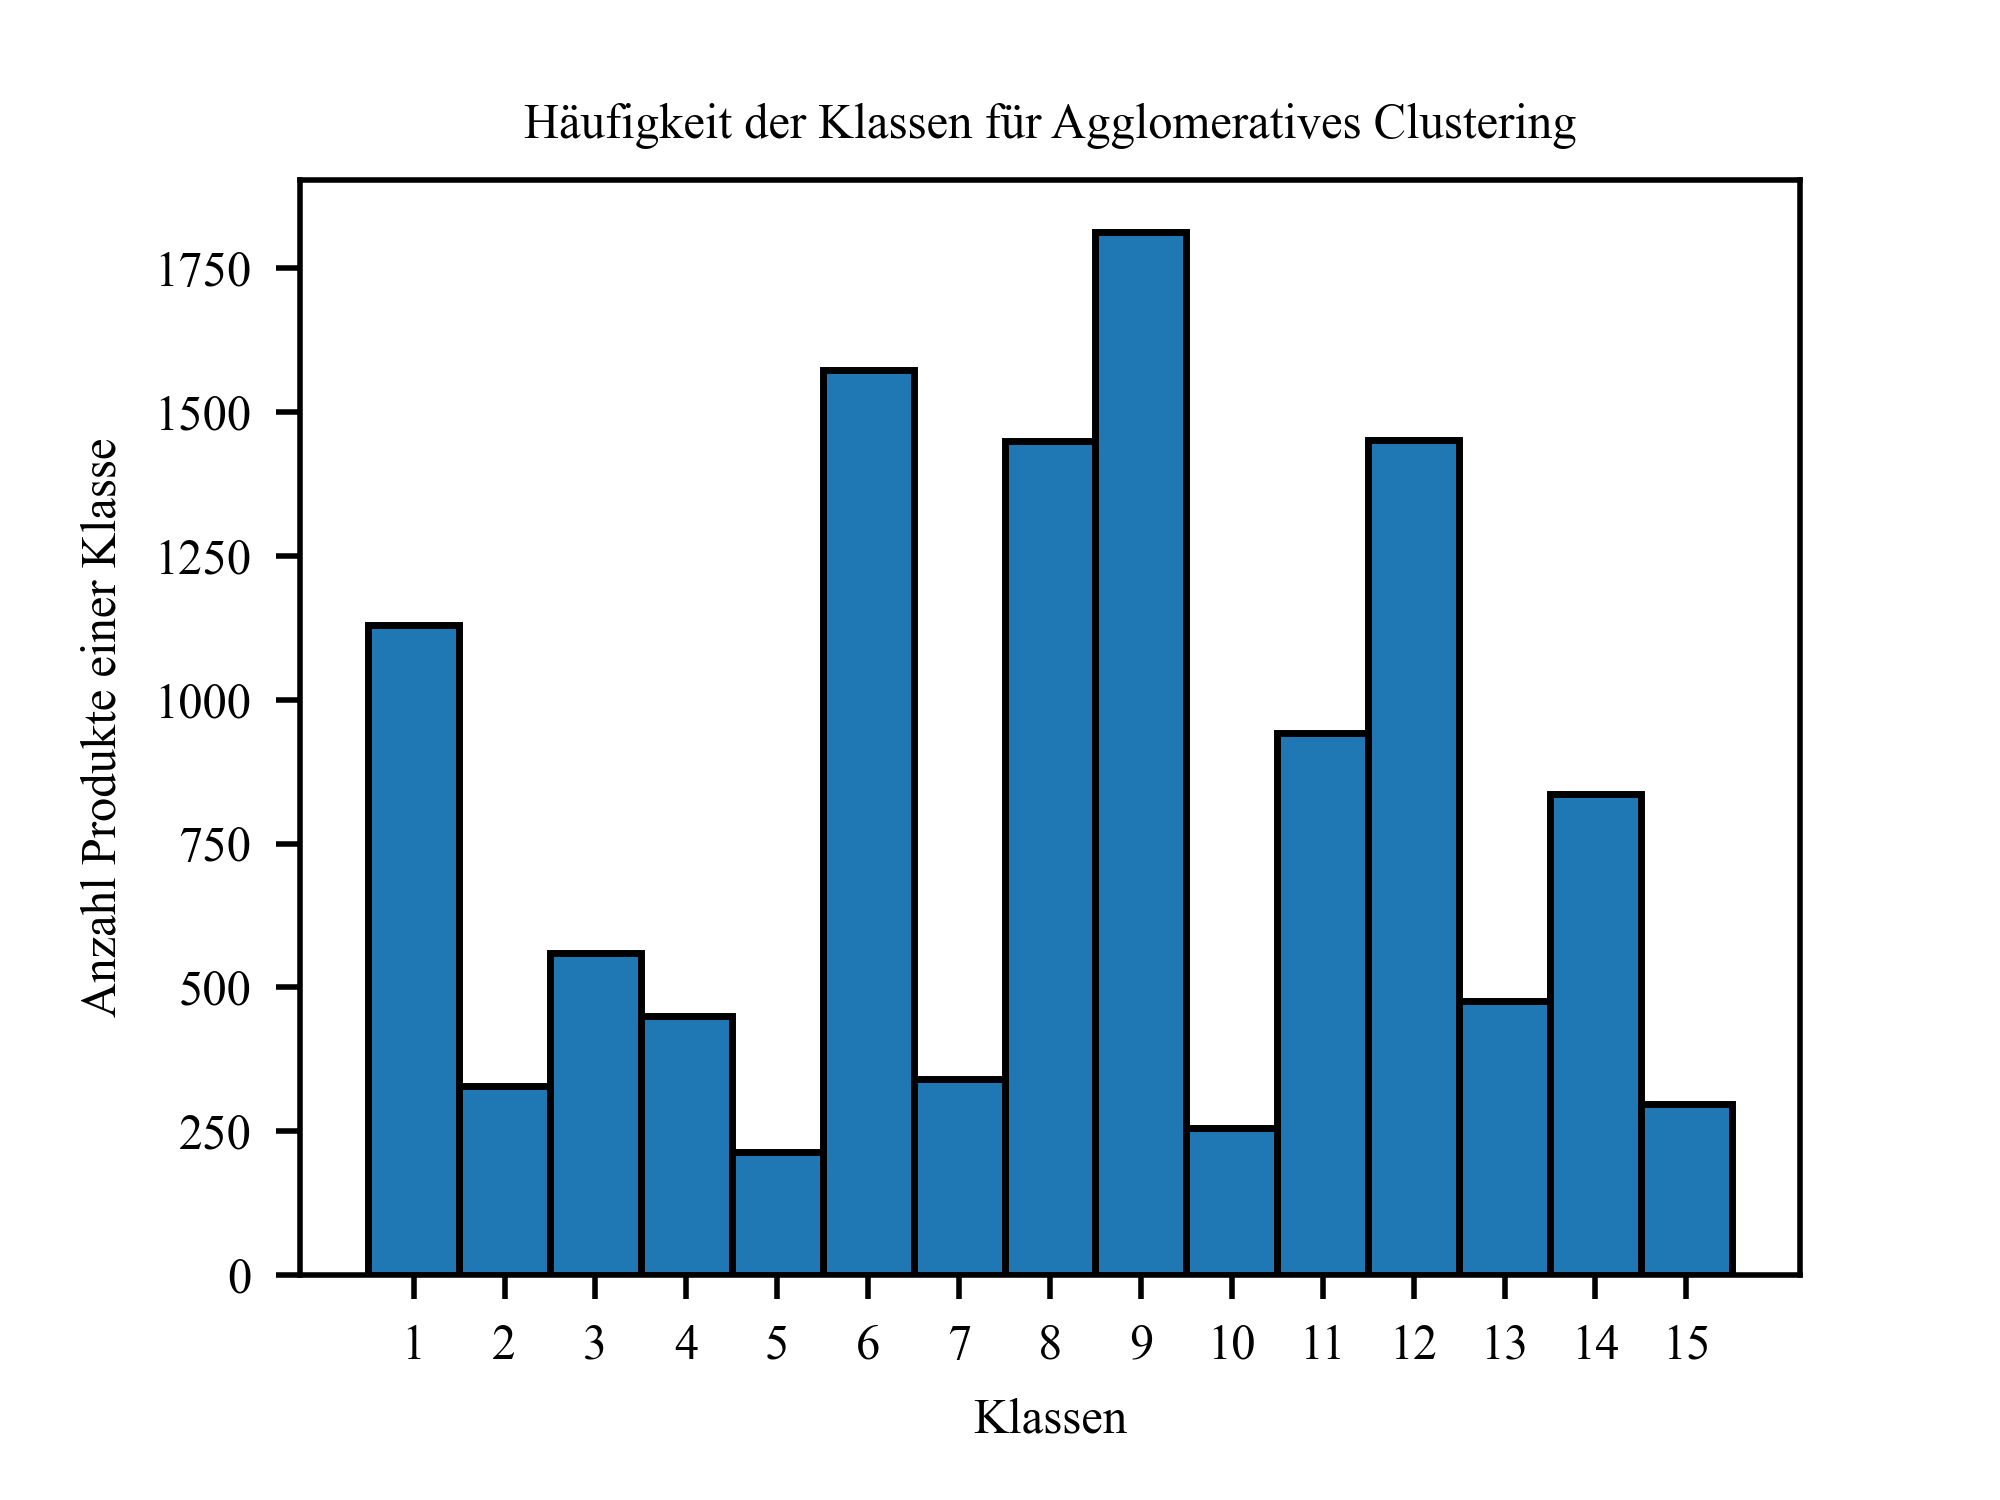 Häufigkeit der Klassen für Agglomeratives Clustering
Anzahl Produkte einer Klasse
1750
1500
1250
1000
750
500
250
0
1 2 3 4 5 6 7 8 9 10 11 12 13 14 15
Klassen